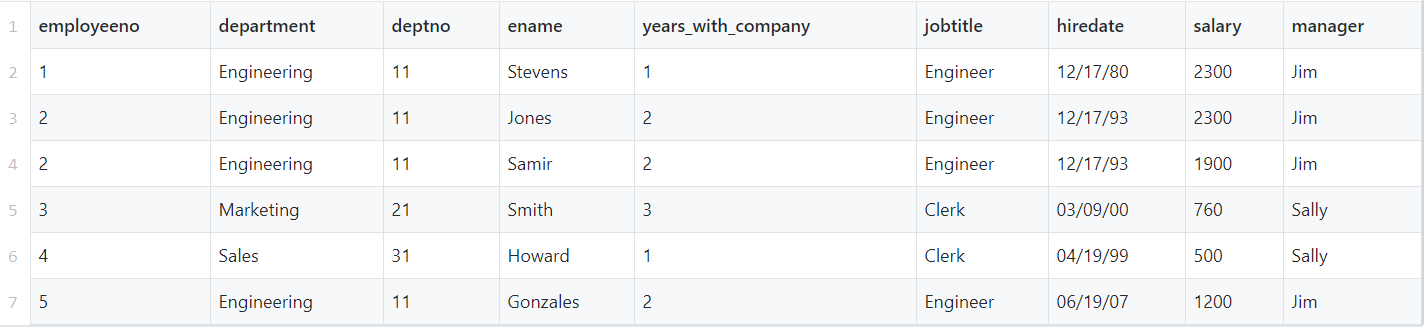 1 employeeno department deptno ename years_with_company jobtitle hiredate salary manager
2 1 Engineering 11 Stevens 1 Engineer 12/17/80 2300 Jim
3 2 Engineering 11 Jones 2 Engineer 12/17/93 2300 Jim
4 2 Engineering 11 Samir 2 Engineer 12/17/93 1900 Jim
5 3 Marketing 21 Smith 3 Clerk 03/09/00 760 Sally
6 4 Sales 31 Howard 1 Clerk 04/19/99 500 Sally
7 5 Engineering 11 Gonzales 2 Engineer 06/19/07 1200 Jim